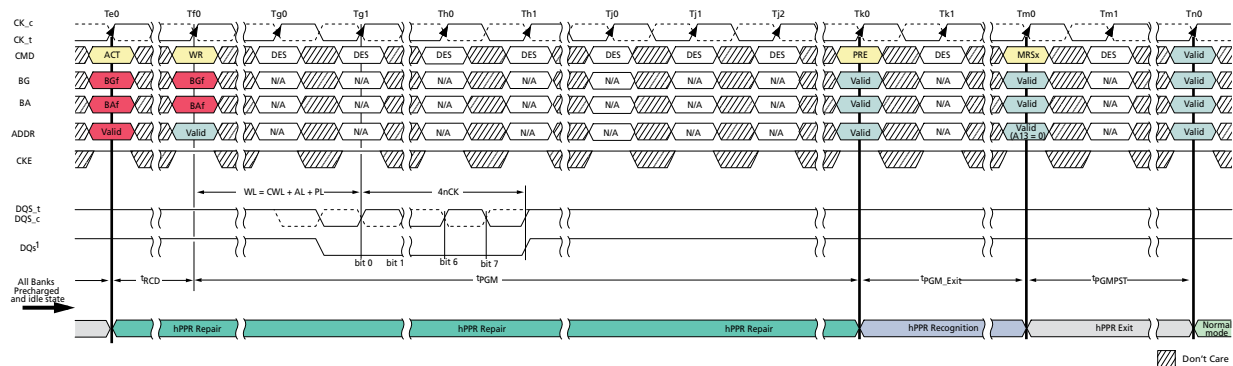 Te0 Tf0 Tg0 Tg1 Th0 Th1 Tj0 Tj1 Tj2 Tk0 Tk1 Tm0 Tm1 Tn0
CK_c
CK_t
CMD ACT WR DES DES DES DES DES DES DES PRE DES MRSx DES Valid
BG BGf BGf N/A N/A N/A N/A N/A N/A N/A Valid N/A Valid N/A Valid
BA BAf BAf N/A N/A N/A N/A N/A N/A N/A Valid N/A Valid N/A Valid
ADDR Valid Valid N/A N/A N/A N/A N/A N/A N/A Valid N/A Valid (A13 = 0) N/A Valid
CKE
WL = CWL + AL + PL 4nCK
DQS_t
DQS_c
DQs1
bit 0 bit 1 bit 6 bit 7
All Banks
Precharged
and idle state
tRCD tPGM tPGM_Exit tPGMPST
hPPR Repair hPPR Repair hPPR Repair hPPR Recognition hPPR Exit Normal mode
Don't Care